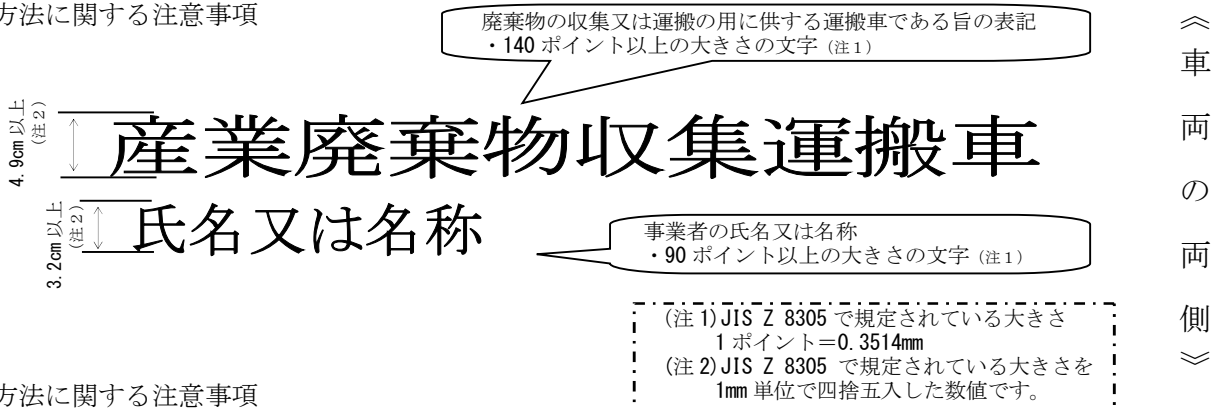 方法に関する注意事項
廃棄物の収集又は運搬の用に供する運搬車である旨の表記
・140 ポイント以上の大きさの文字（注１）
4.9cm以上
（注２）
産業廃棄物収集運搬車
3.2cm以上
（注２）
氏名又は名称
事業者の氏名又は名称
・90 ポイント以上の大きさの文字（注１）
(注 1)JIS Z 8305 で規定されている大きさ
1 ポイント＝0.3514mm
(注 2)JIS Z 8305 で規定されている大きさを
1mm 単位で四捨五入した数値です。
≪車両の両側≫
方法に関する注意事項